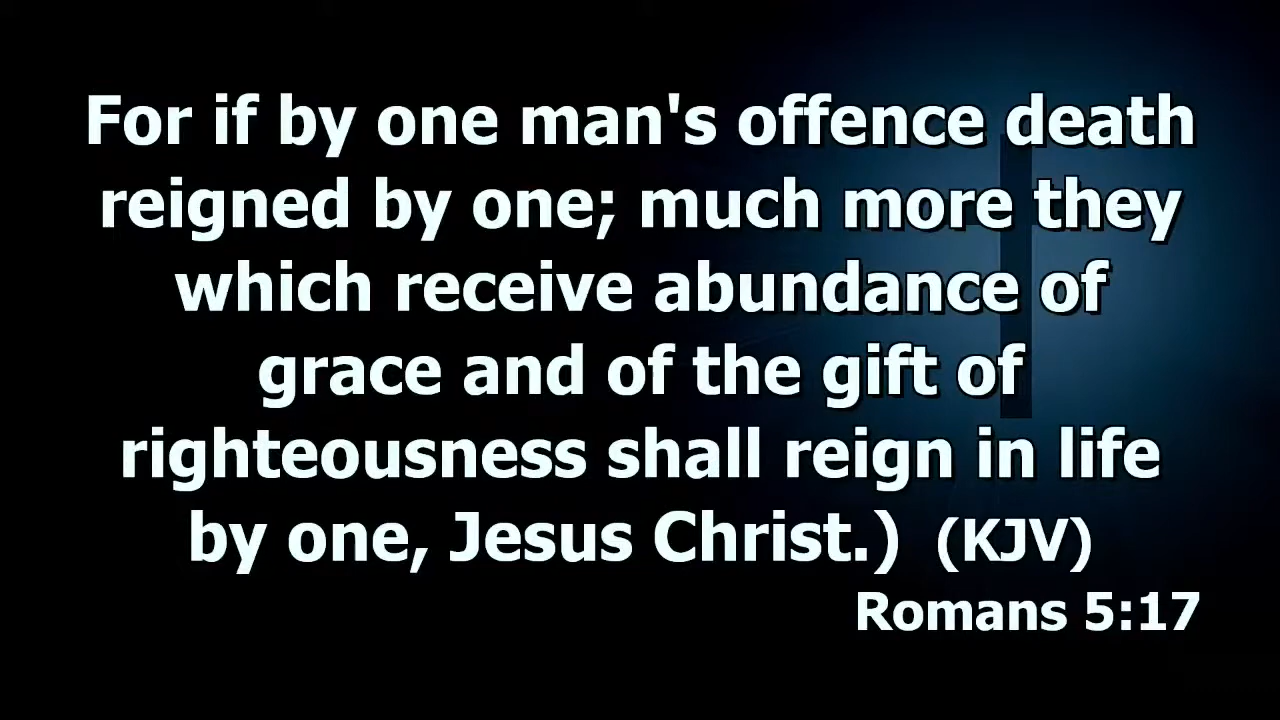 For if by one man's offence death
reigned by one; much more they
which receive abundance of
grace and of the gift of
righteousness shall reign in life
by one, Jesus Christ.) (KJV)
Romans 5:17